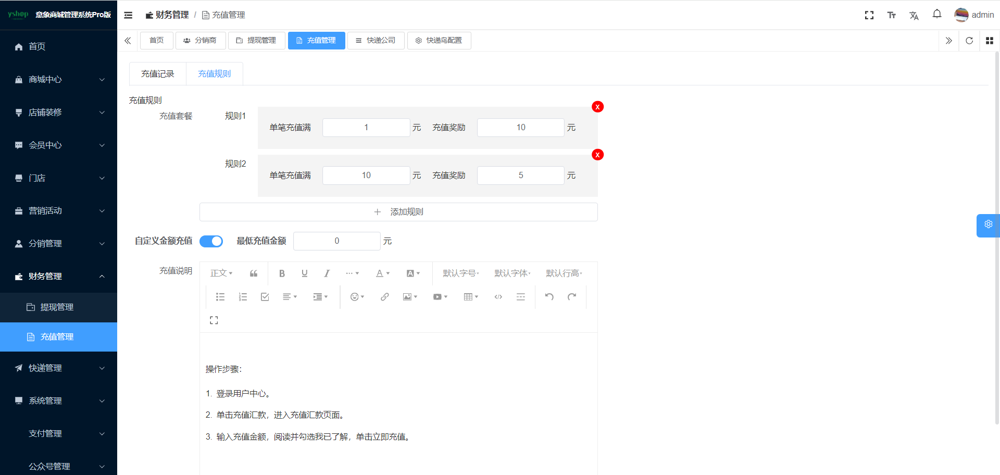 yshop 意象商城管理系统Pro版
财务管理 / 充值管理
admin
首页 分销商 提现管理 充值管理 快递公司 快递鸟配置
首页
商城中心
店铺装修
会员中心
门店
营销活动
分销管理
财务管理
提现管理
充值管理
快递管理
系统管理
支付管理
公众号管理
充值记录 充值规则
充值规则
充值套餐 规则1 x
单笔充值满 1 元 充值奖励 10 元
规则2 x
单笔充值满 10 元 充值奖励 5 元
添加规则
自定义金额充值 最低充值金额 0 元
充值说明
正文 B U I A A 默认字号 默认字体 默认行高
操作步骤：
1. 登录用户中心。
2. 单击充值汇款，进入充值汇款页面。
3. 输入充值金额，阅读并勾选我已了解，单击立即充值。